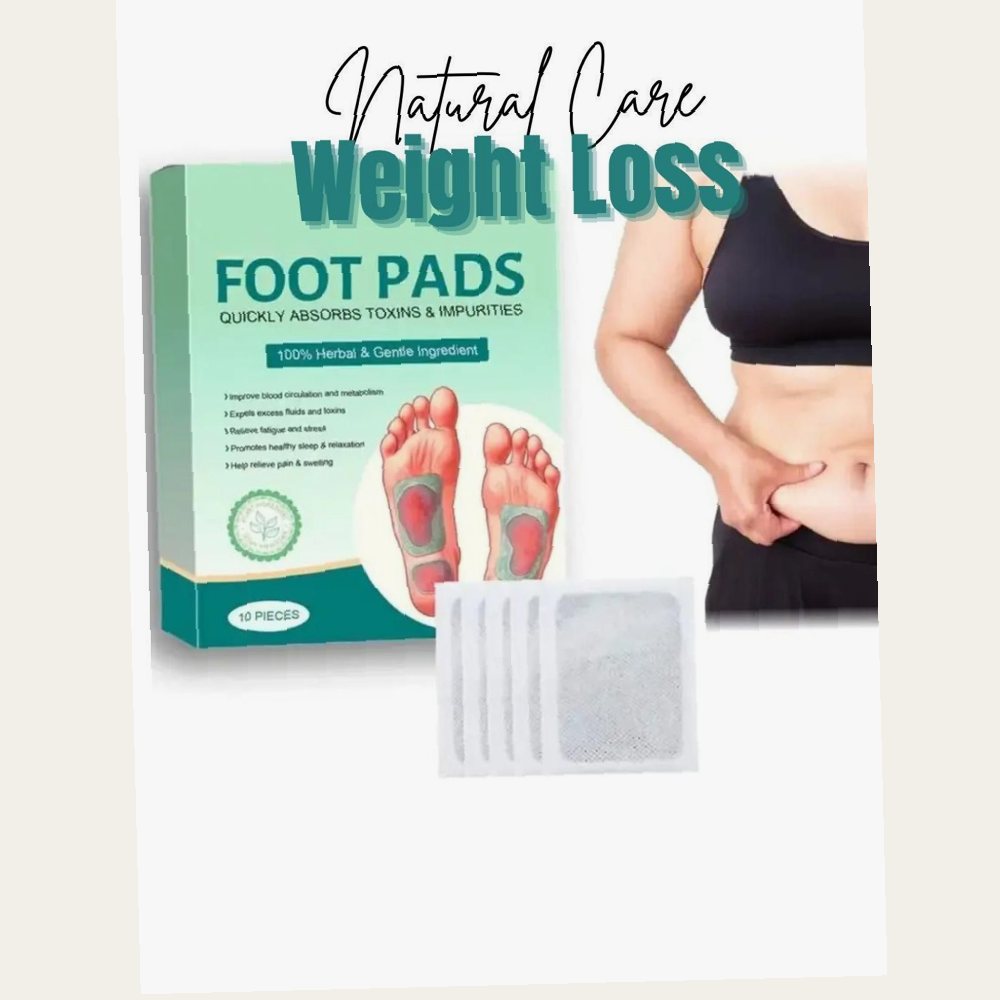 Natural Care
Weight Loss
FOOT PADS
QUICKLY ABSORBS TOXINS & IMPURITIES
100% Herbal & Gentle Ingredient
Improve blood circulation and metabolism
Expels excess fluids and toxins
Relieve fatigue and stress
Promotes healthy sleep & relaxation
Help relieve pain & swelling
10 PIECES